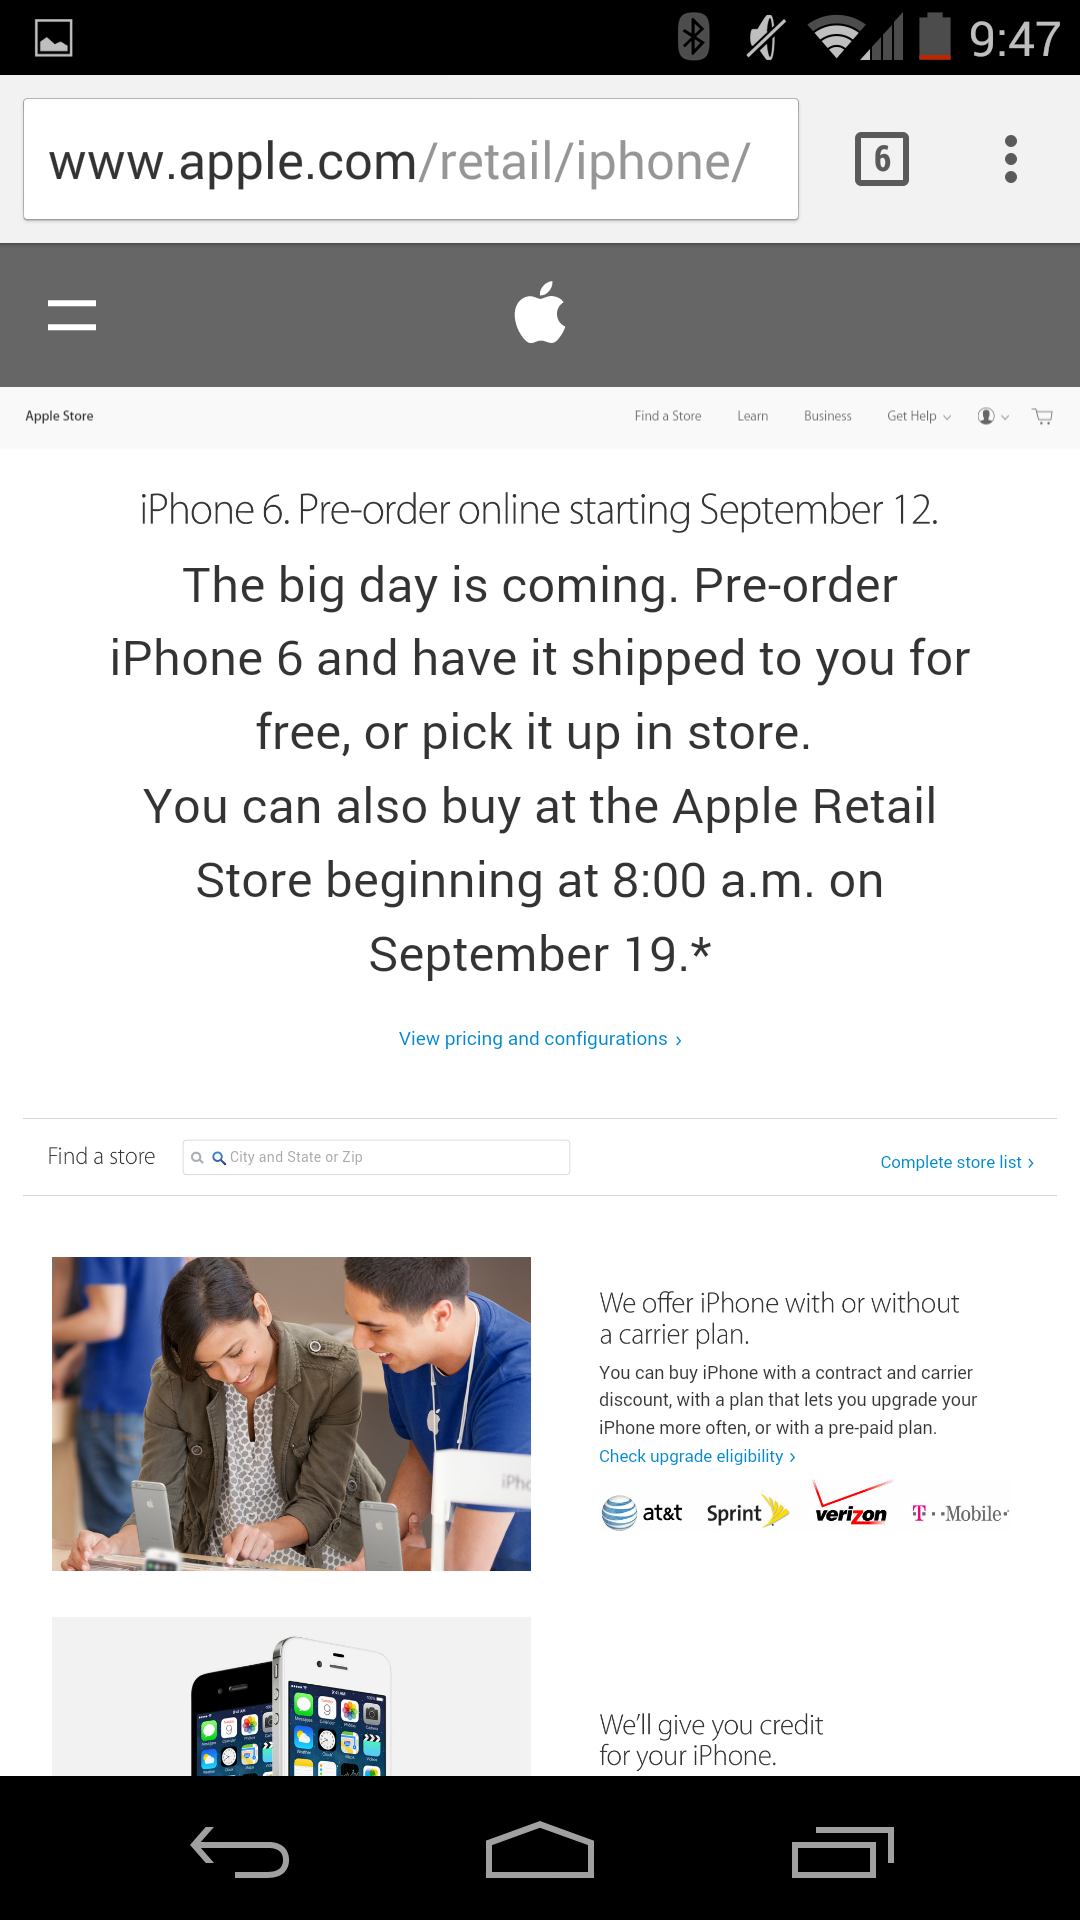 9:47
www.apple.com/retail/iphone/
6
Apple Store
Find a Store
Learn
Business
Get Help
iPhone 6. Pre-order online starting September 12.
The big day is coming. Pre-order
iPhone 6 and have it shipped to you for
free, or pick it up in store.
You can also buy at the Apple Retail
Store beginning at 8:00 a.m. on
September 19.*
View pricing and configurations ›
Find a store
City and State or Zip
Complete store list ›
We offer iPhone with or without
a carrier plan.
You can buy iPhone with a contract and carrier
discount, with a plan that lets you upgrade your
iPhone more often, or with a pre-paid plan.
Check upgrade eligibility ›
at&t
Sprint
verizon
T··Mobile·
We'll give you credit
for your iPhone.